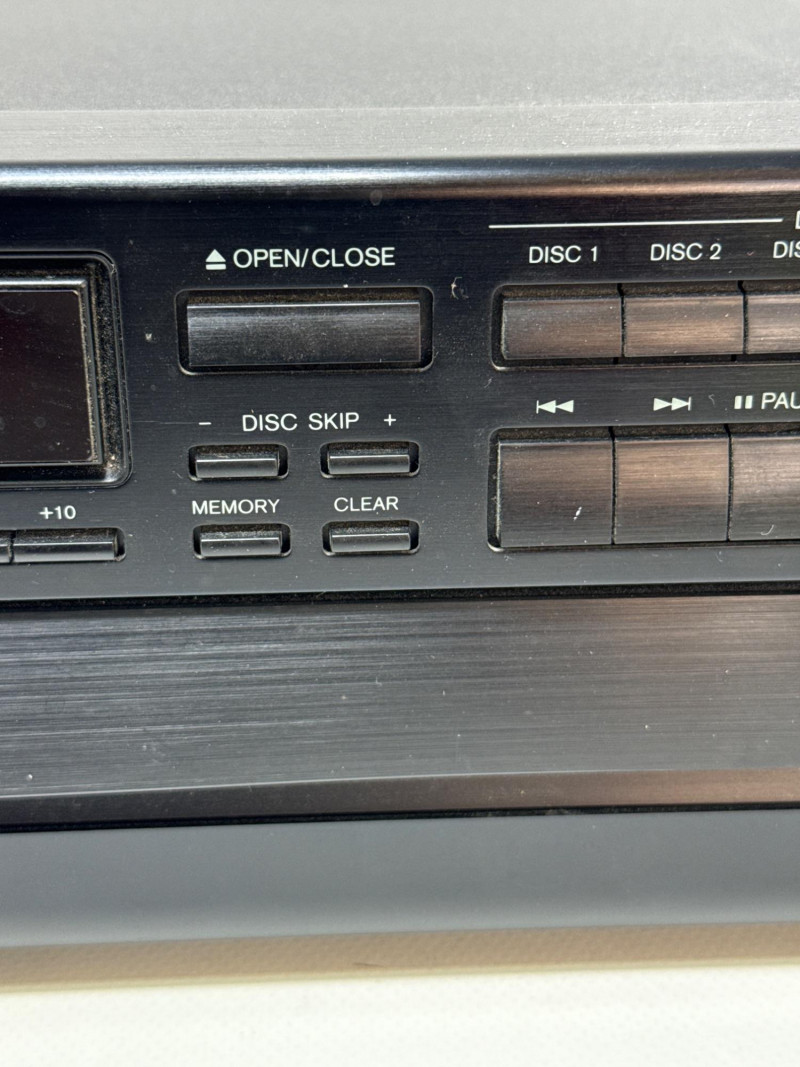 ⏏ OPEN/CLOSE
DISC 1 DISC 2
- DISC SKIP +
⏮ ⏭ ⏸
MEMORY CLEAR
+10